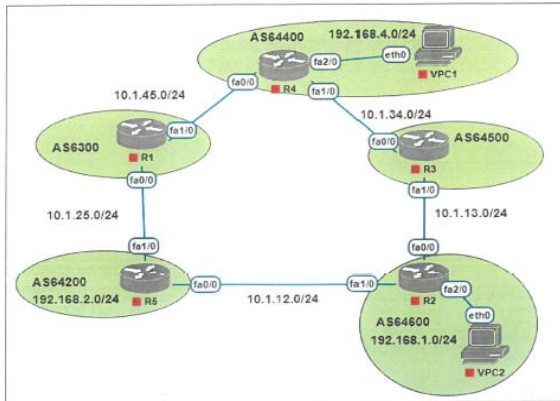 AS64400
192.168.4.0/24
fa2/0
eth0
VPC1
fa0/0
R4
fa1/0
10.1.45.0/24
10.1.34.0/24
AS6300
fa1/0
R1
fa0/0
fa0/0
AS64500
R3
fa1/0
10.1.25.0/24
10.1.13.0/24
fa1/0
fa0/0
AS64200
192.168.2.0/24
R5
fa0/0
10.1.12.0/24
fa1/0
R2
fa2/0
eth0
AS64600
192.168.1.0/24
VPC2